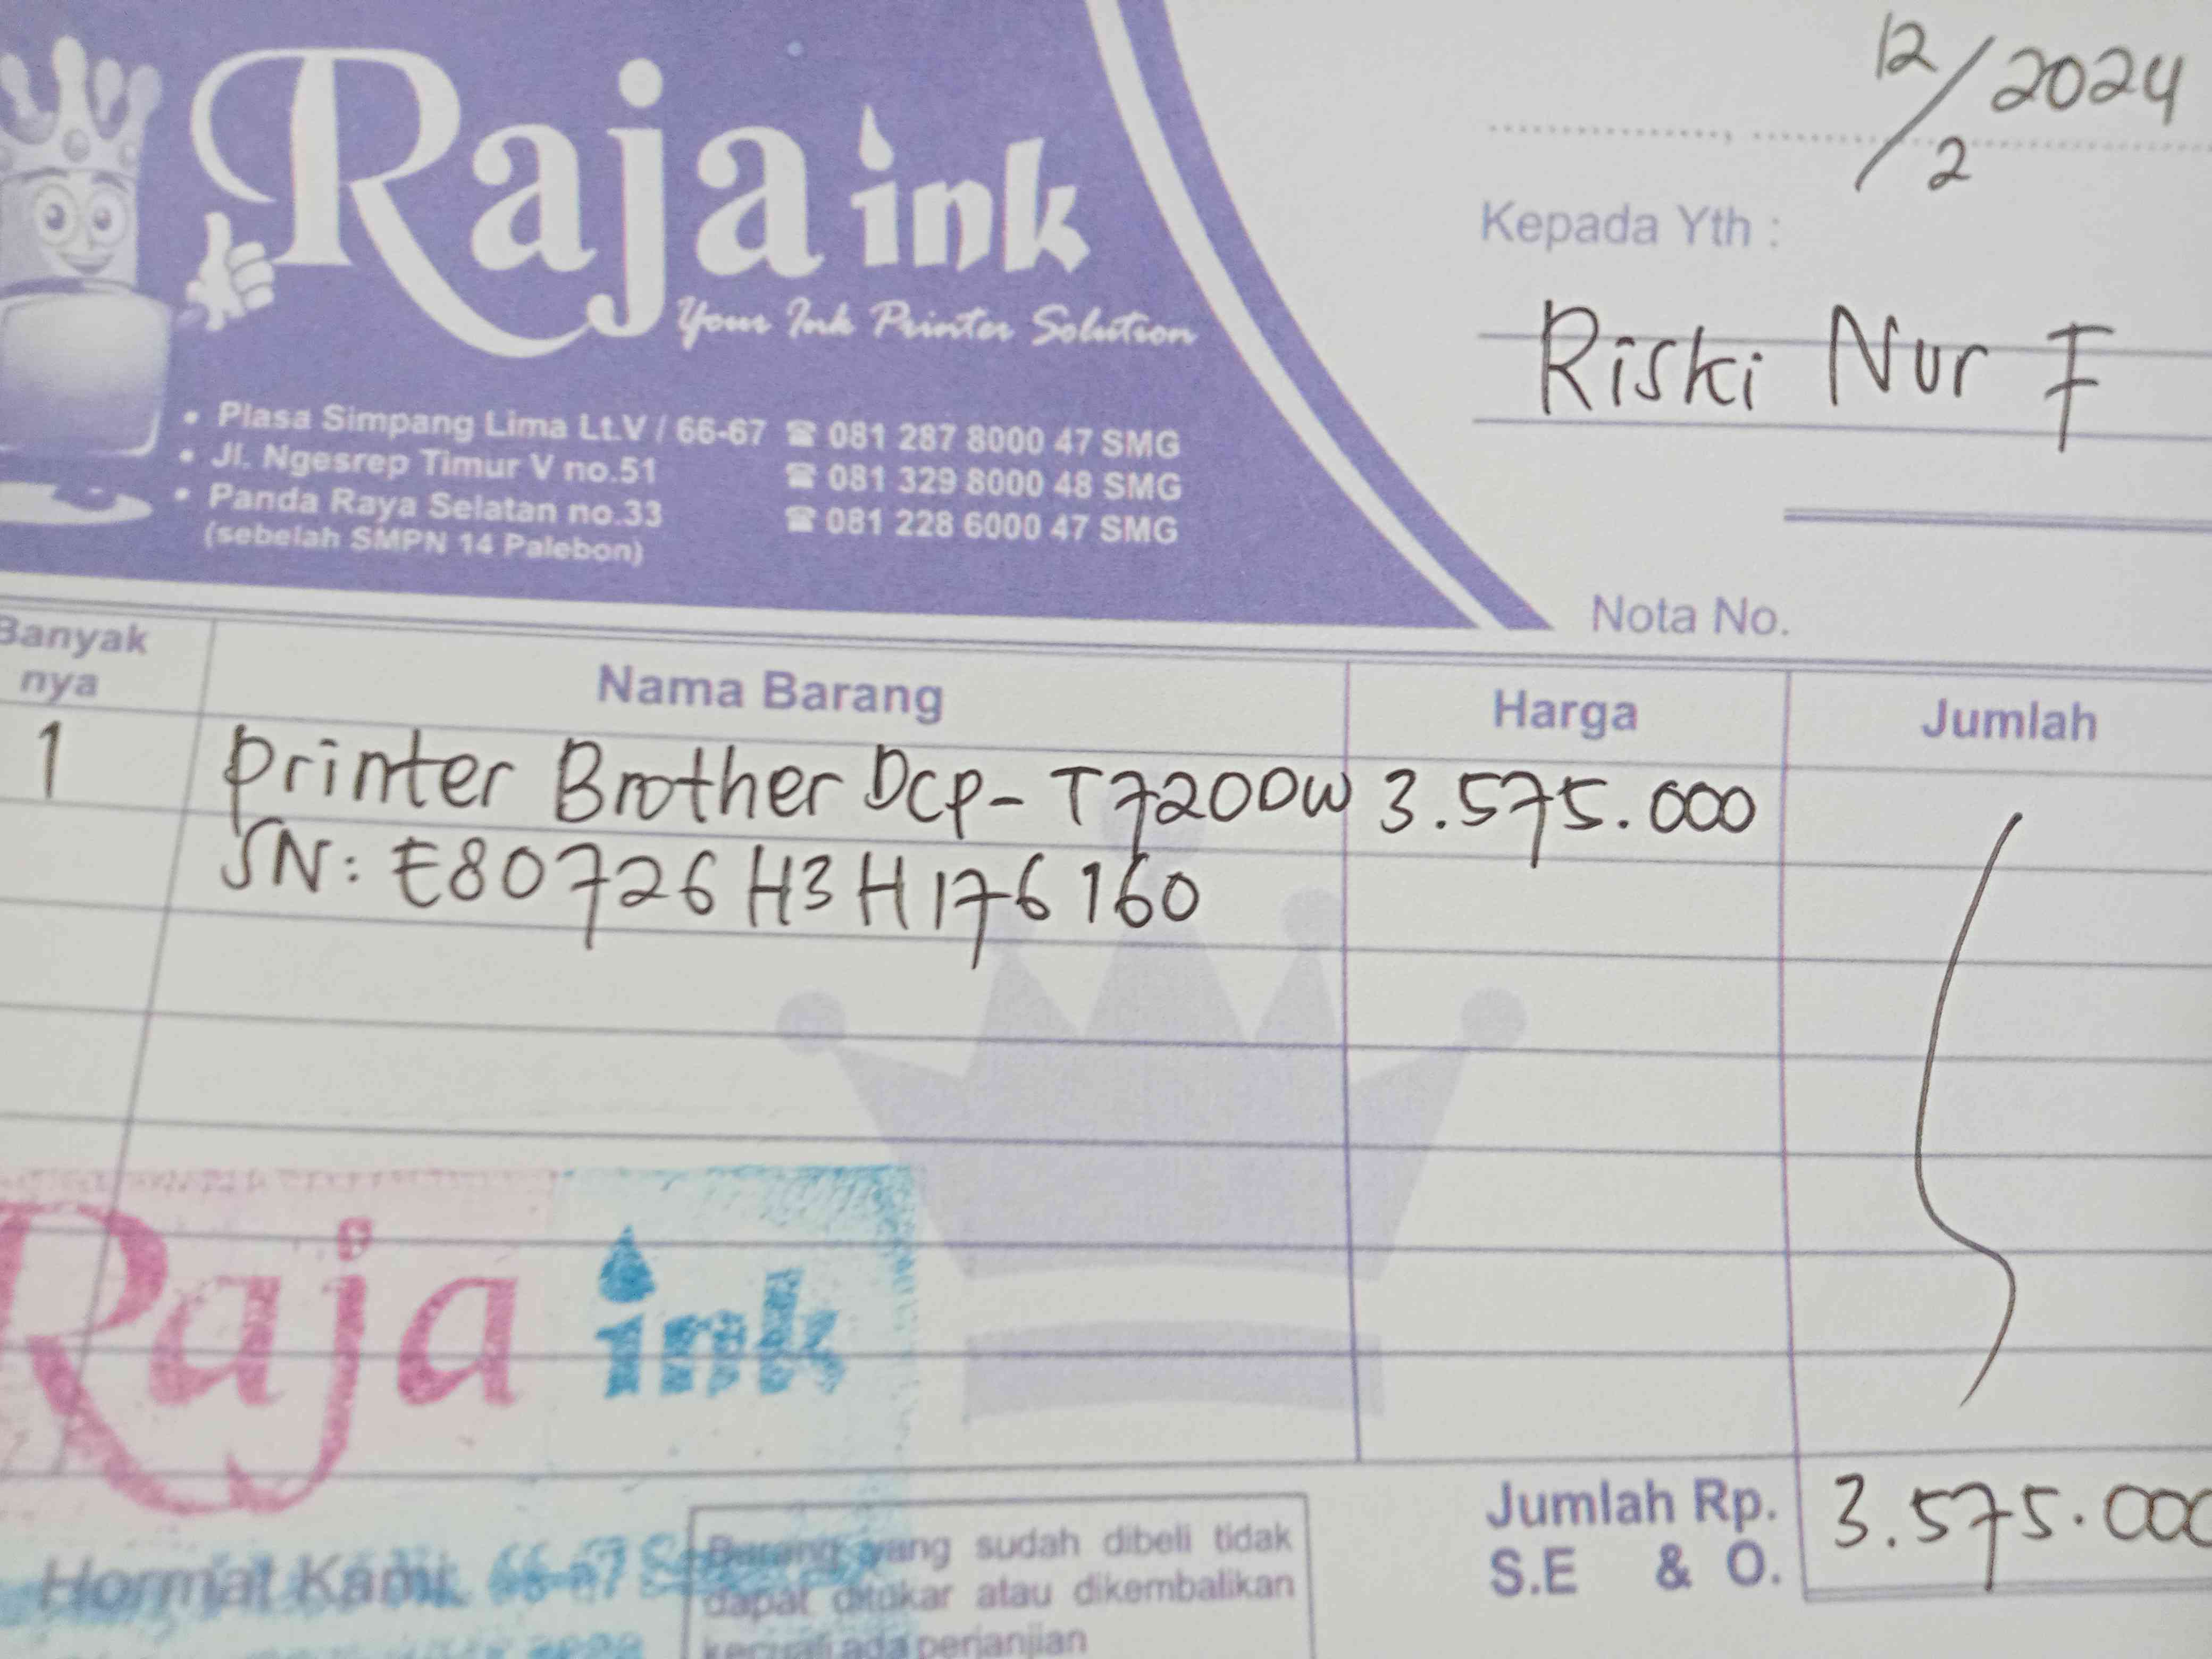 Raja ink
Your Ink Printer Solution
• Plasa Simpang Lima Lt.V / 66-67 ☎ 081 287 8000 47 SMG
• Jl. Ngesrep Timur V no.51 ☎ 081 329 8000 48 SMG
• Panda Raya Selatan no.33 ☎ 081 228 6000 47 SMG
(sebelah SMPN 14 Palebon)
12/2 2024
Kepada Yth :
Riski Nur F
Nota No.
Banyak
nya
Nama Barang
Harga
Jumlah
1 Printer Brother Dcp- T720DW 3.575.000
SN: E80726H3H176160
Raja ink
Hormat Kami,
66-67
Barang yang sudah dibeli tidak
dapat ditukar atau dikembalikan
kecuali ada perjanjian
Jumlah Rp. 3.575.000
S.E & O.